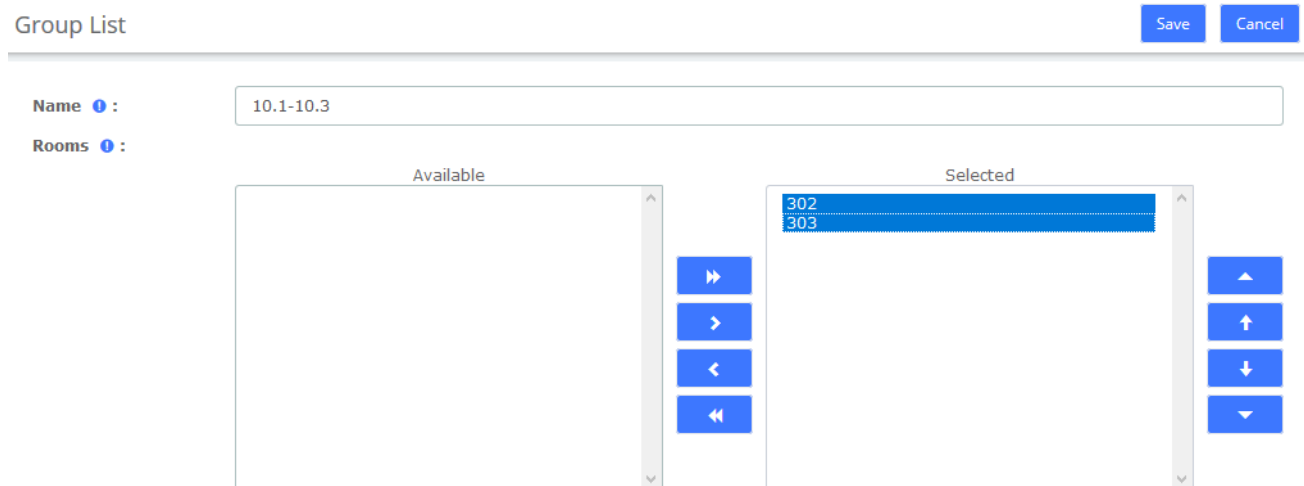 Group List
Save
Cancel
Name :
10.1-10.3
Rooms :
Available
Selected
302
303